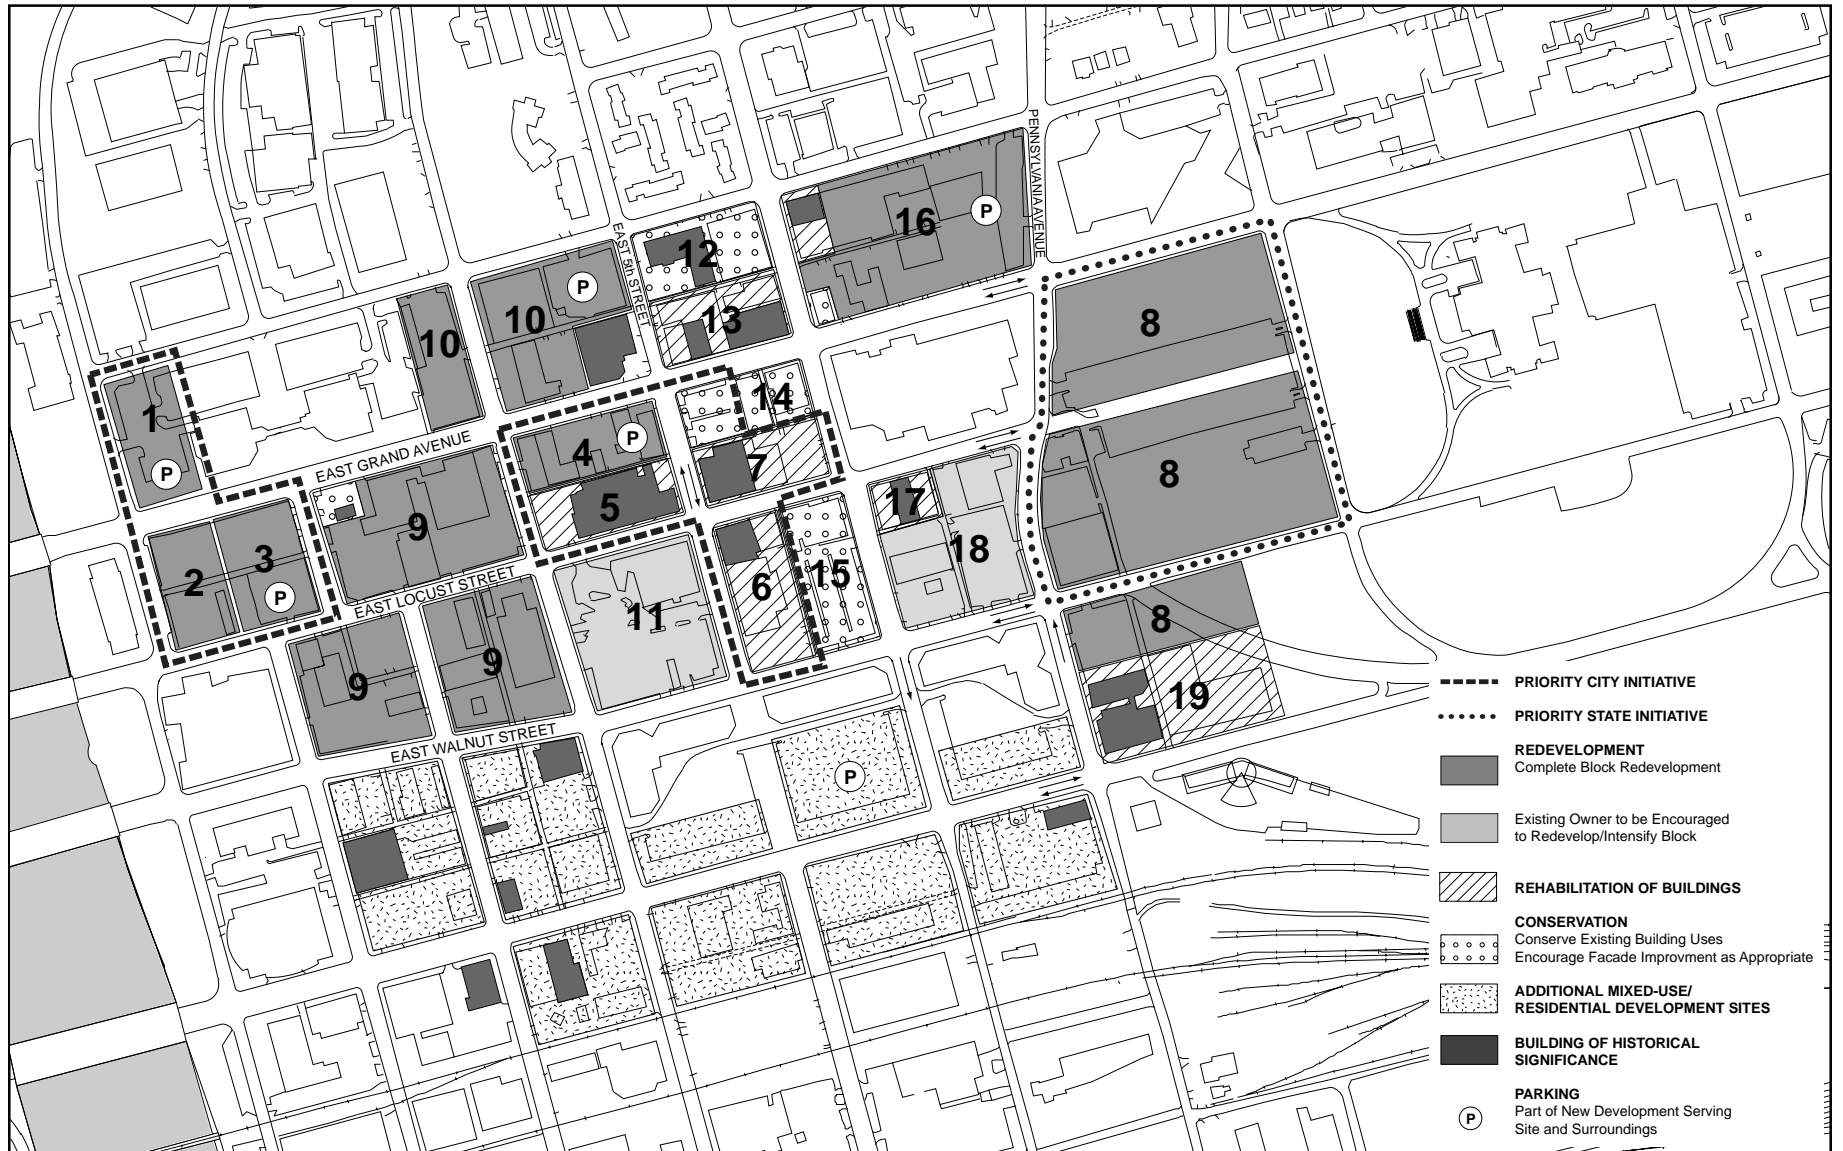 PENNSYLVANIA AVENUE
EAST 5th STREET
16
P
12
P
10
13
8
10
14
1
P
EAST GRAND AVENUE
4
P
7
8
5
17
9
18
3
2
P
6
15
EAST LOCUST STREET
11
8
9
9
19
EAST WALNUT STREET
P
PRIORITY CITY INITIATIVE
PRIORITY STATE INITIATIVE
REDEVELOPMENT
Complete Block Redevelopment
Existing Owner to be Encouraged
to Redevelop/Intensify Block
REHABILITATION OF BUILDINGS
CONSERVATION
Conserve Existing Building Uses
Encourage Facade Improvment as Appropriate
ADDITIONAL MIXED-USE/
RESIDENTIAL DEVELOPMENT SITES
BUILDING OF HISTORICAL
SIGNIFICANCE
PARKING
P
Part of New Development Serving
Site and Surroundings